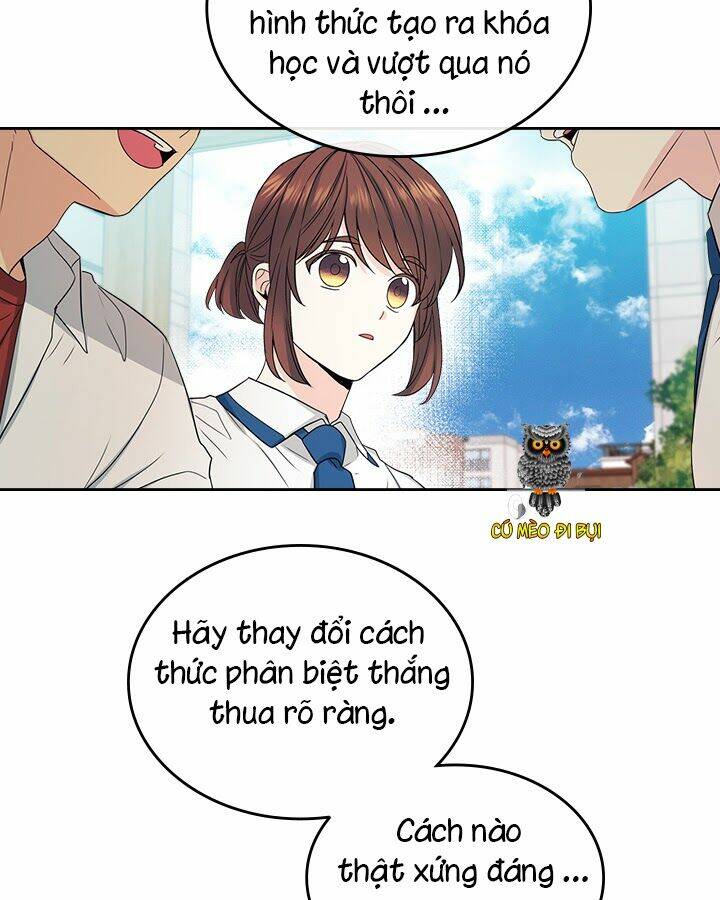 hình thức tạo ra khóa
học và vượt qua nó
thôi ...
CÚ MÈO ĐI BỤI
Hãy thay đổi cách
thức phân biệt thắng
thua rõ ràng.
Cách nào
thật xứng đáng ...